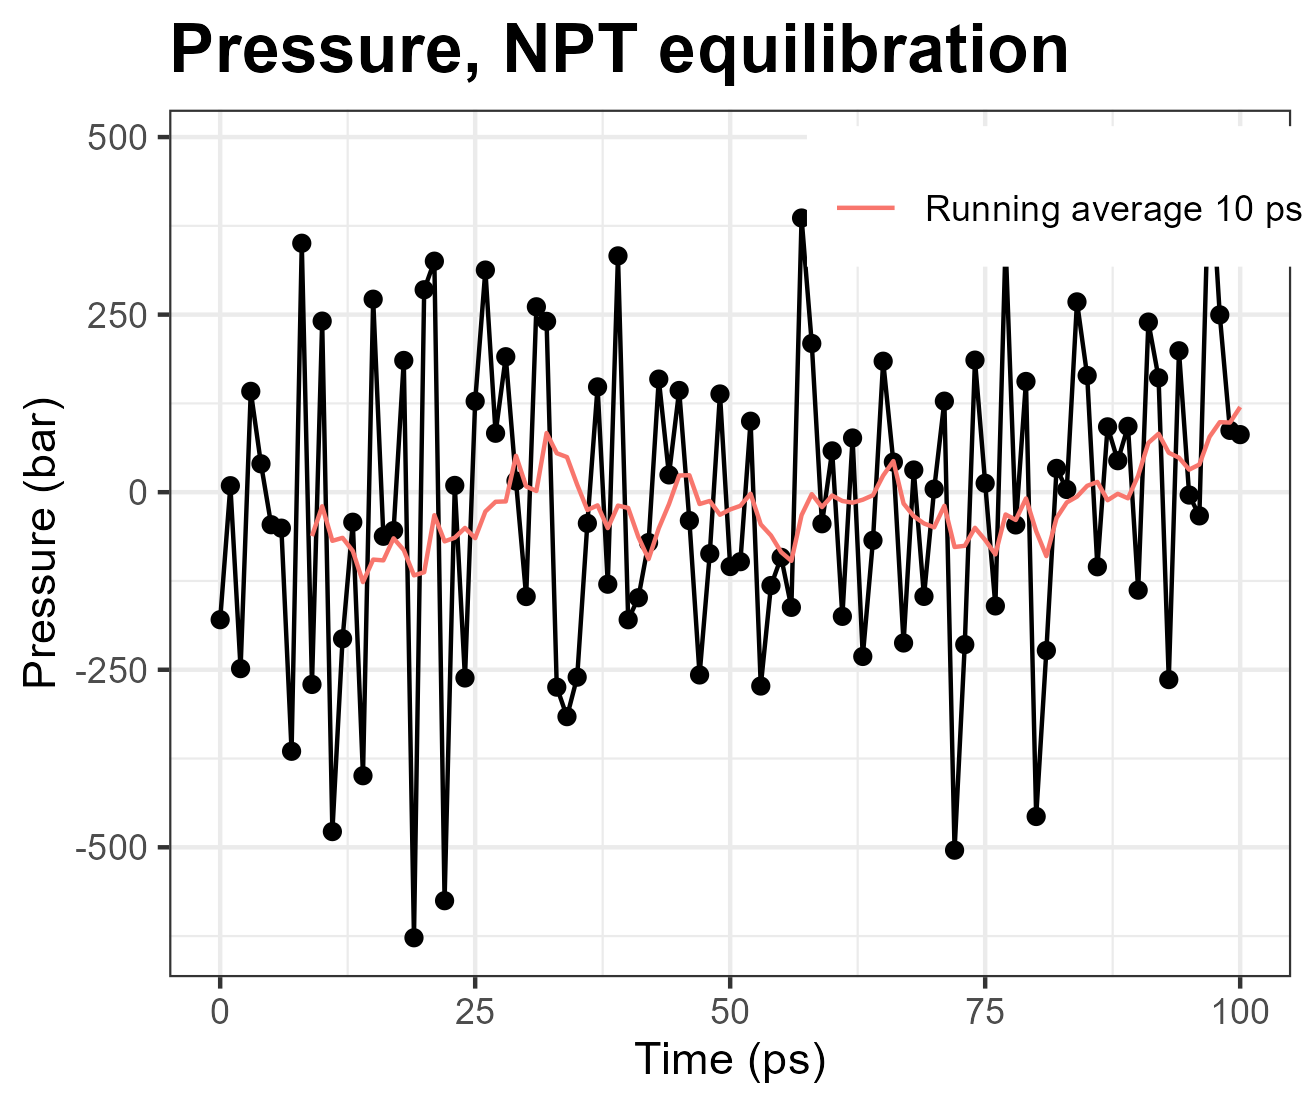 Pressure, NPT equilibration
Running average 10 ps
Pressure (bar)
500
250
0
-250
-500
0 25 50 75 100
Time (ps)